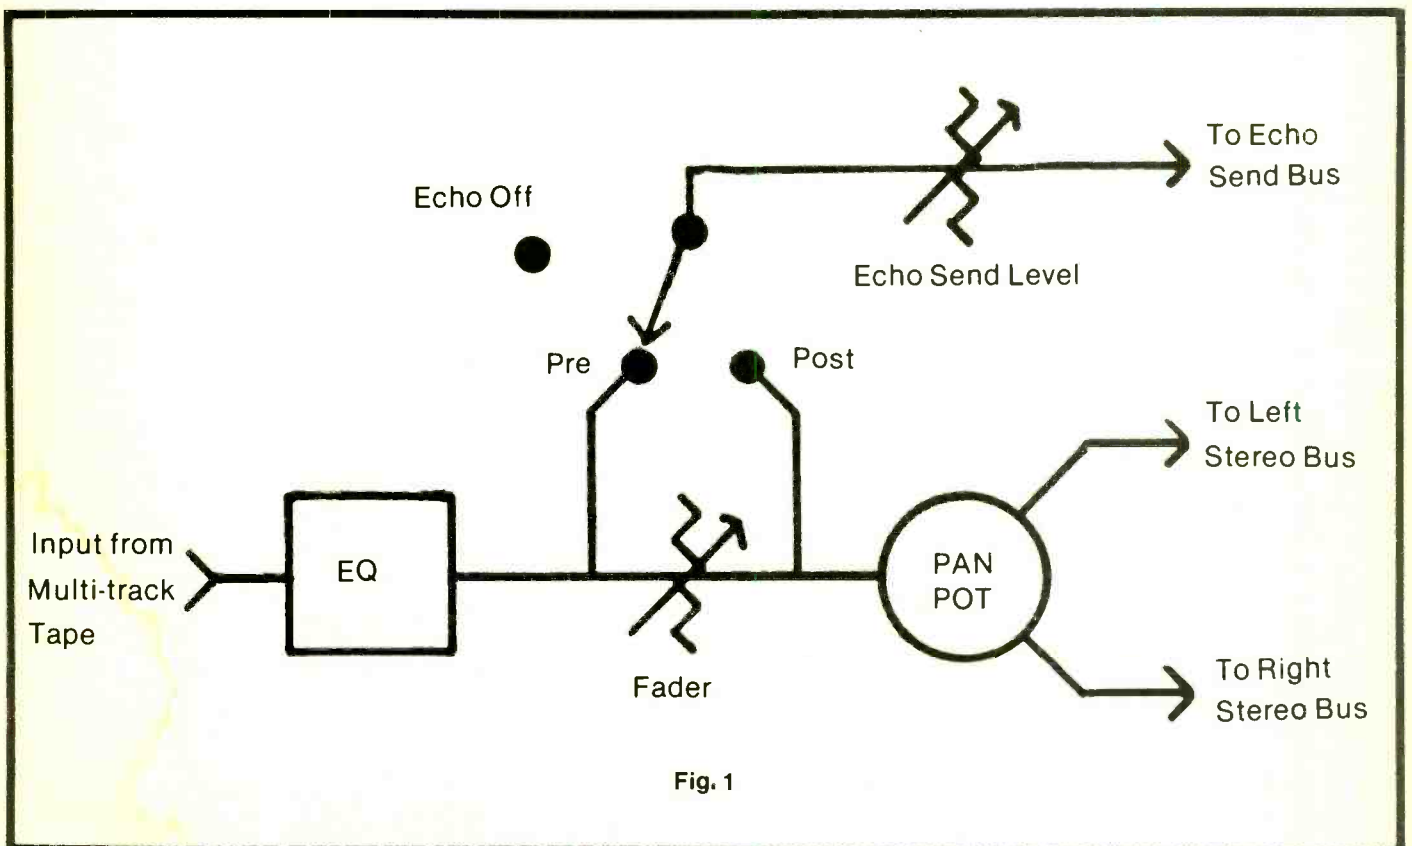 To Echo
Send Bus
Echo Off
Echo Send Level
Pre
Post
To Left
Stereo Bus
Input from
Multi-track
Tape
EQ
PAN
POT
Fader
To Right
Stereo Bus
Fig. 1